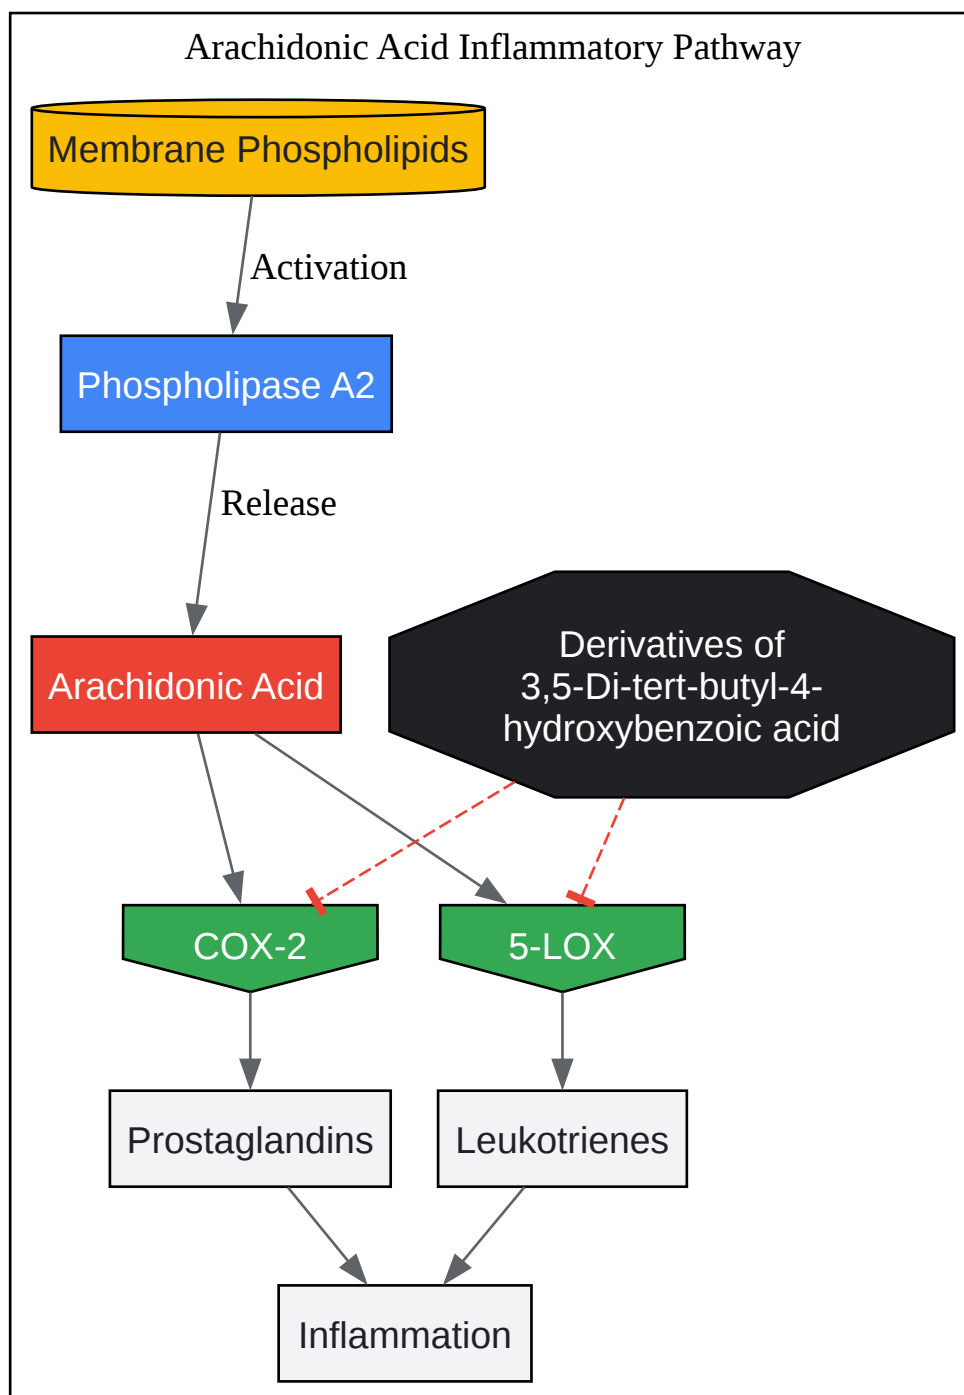 Arachidonic Acid Inflammatory Pathway
Membrane Phospholipids
Activation
Phospholipase A2
Release
Arachidonic Acid
Derivatives of
3,5-Di-tert-butyl-4-
hydroxybenzoic acid
COX-2
5-LOX
Prostaglandins
Leukotrienes
Inflammation